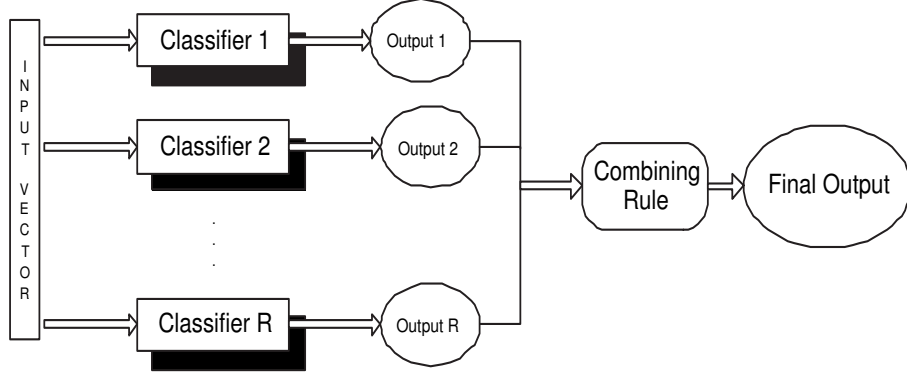 INPUT VECTOR
Classifier 1
Output 1
Classifier 2
Output 2
.
.
.
Classifier R
Output R
Combining
Rule
Final Output